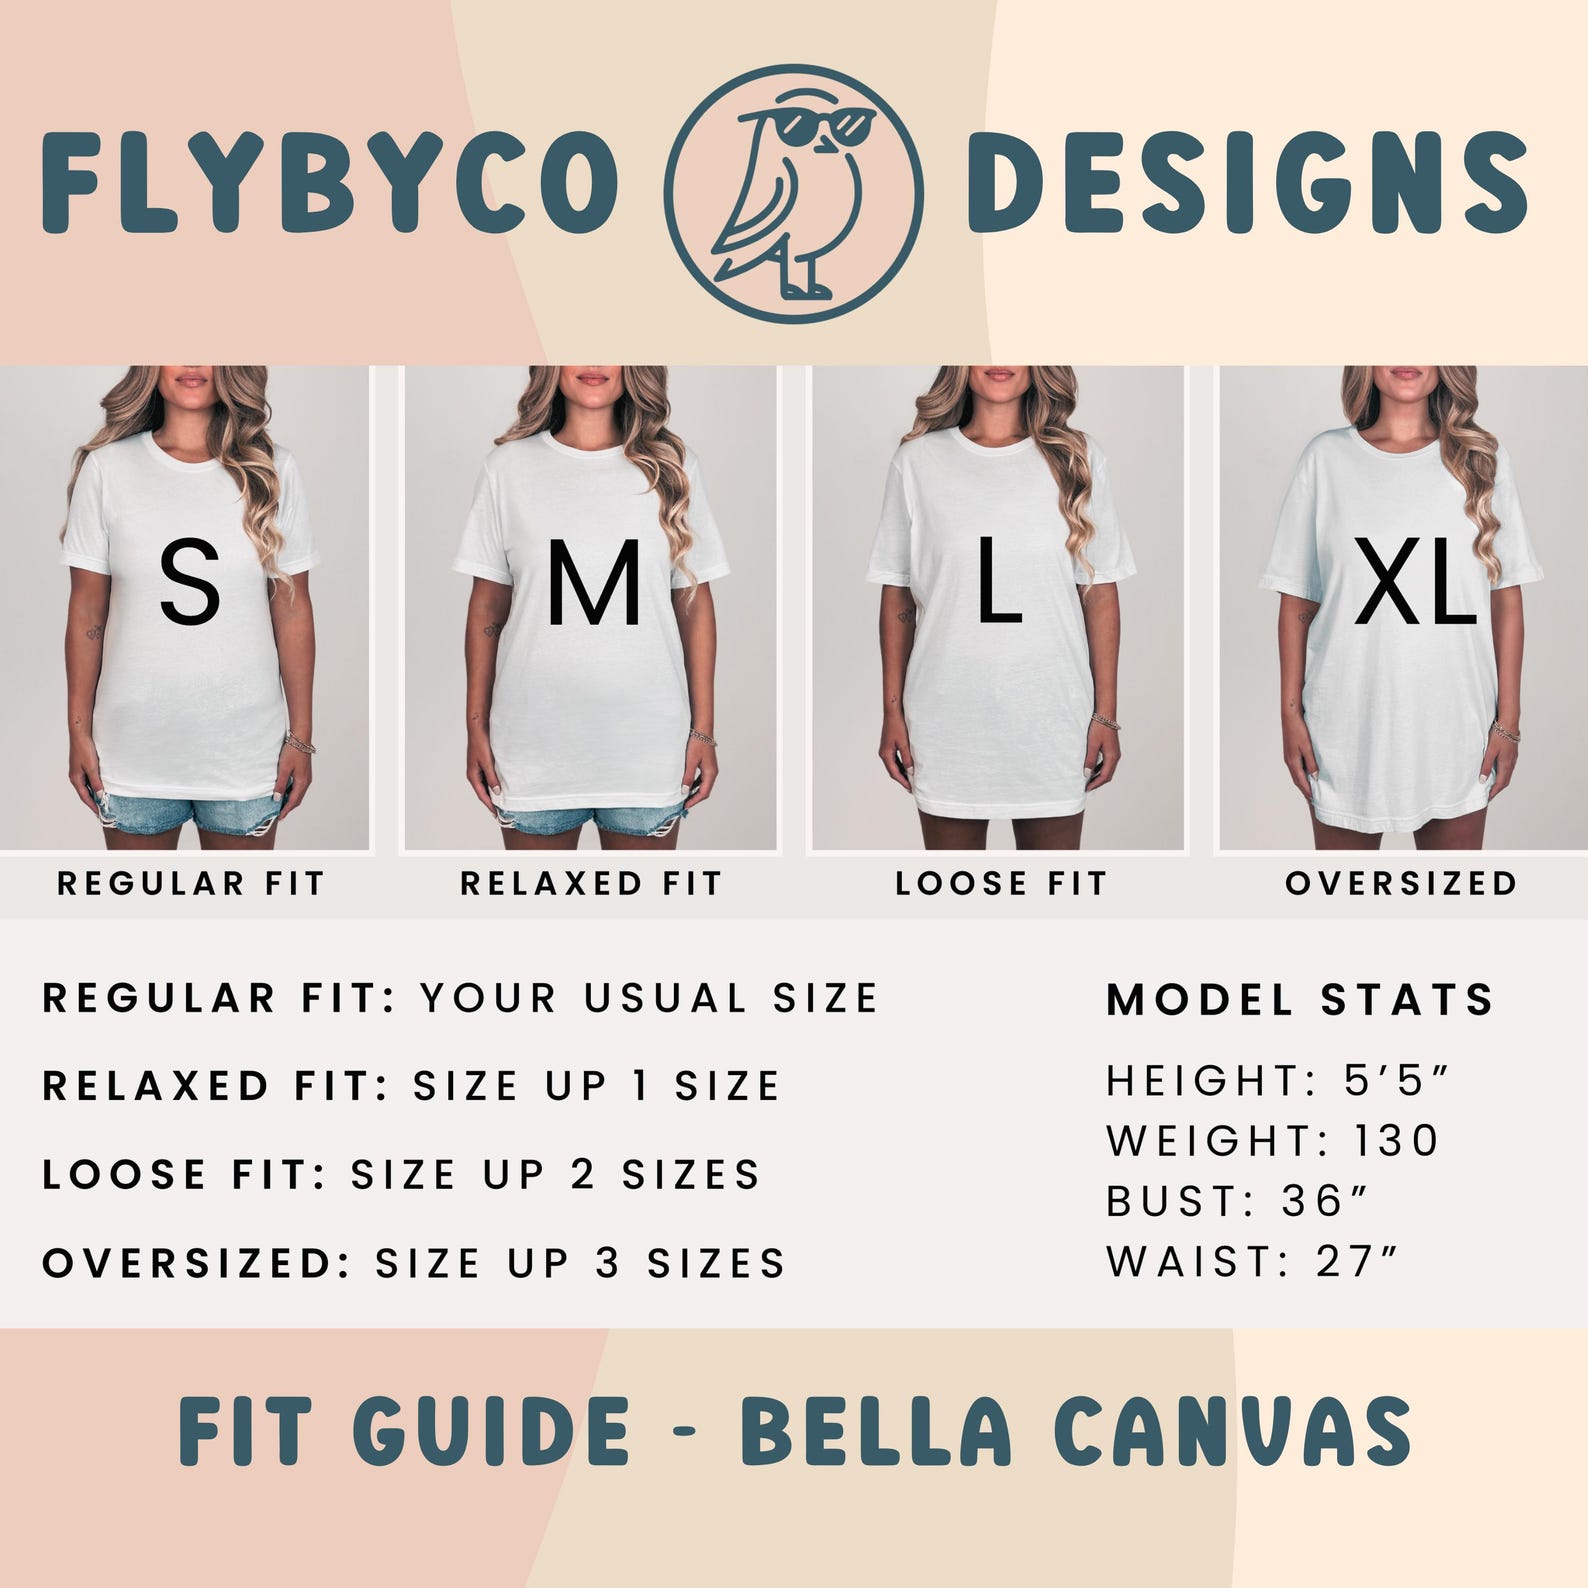 FLYBYCO DESIGNS
S
M
L
XL
REGULAR FIT
RELAXED FIT
LOOSE FIT
OVERSIZED
REGULAR FIT: YOUR USUAL SIZE
RELAXED FIT: SIZE UP 1 SIZE
LOOSE FIT: SIZE UP 2 SIZES
OVERSIZED: SIZE UP 3 SIZES
MODEL STATS
HEIGHT: 5’5”
WEIGHT: 130
BUST: 36”
WAIST: 27”
FIT GUIDE - BELLA CANVAS